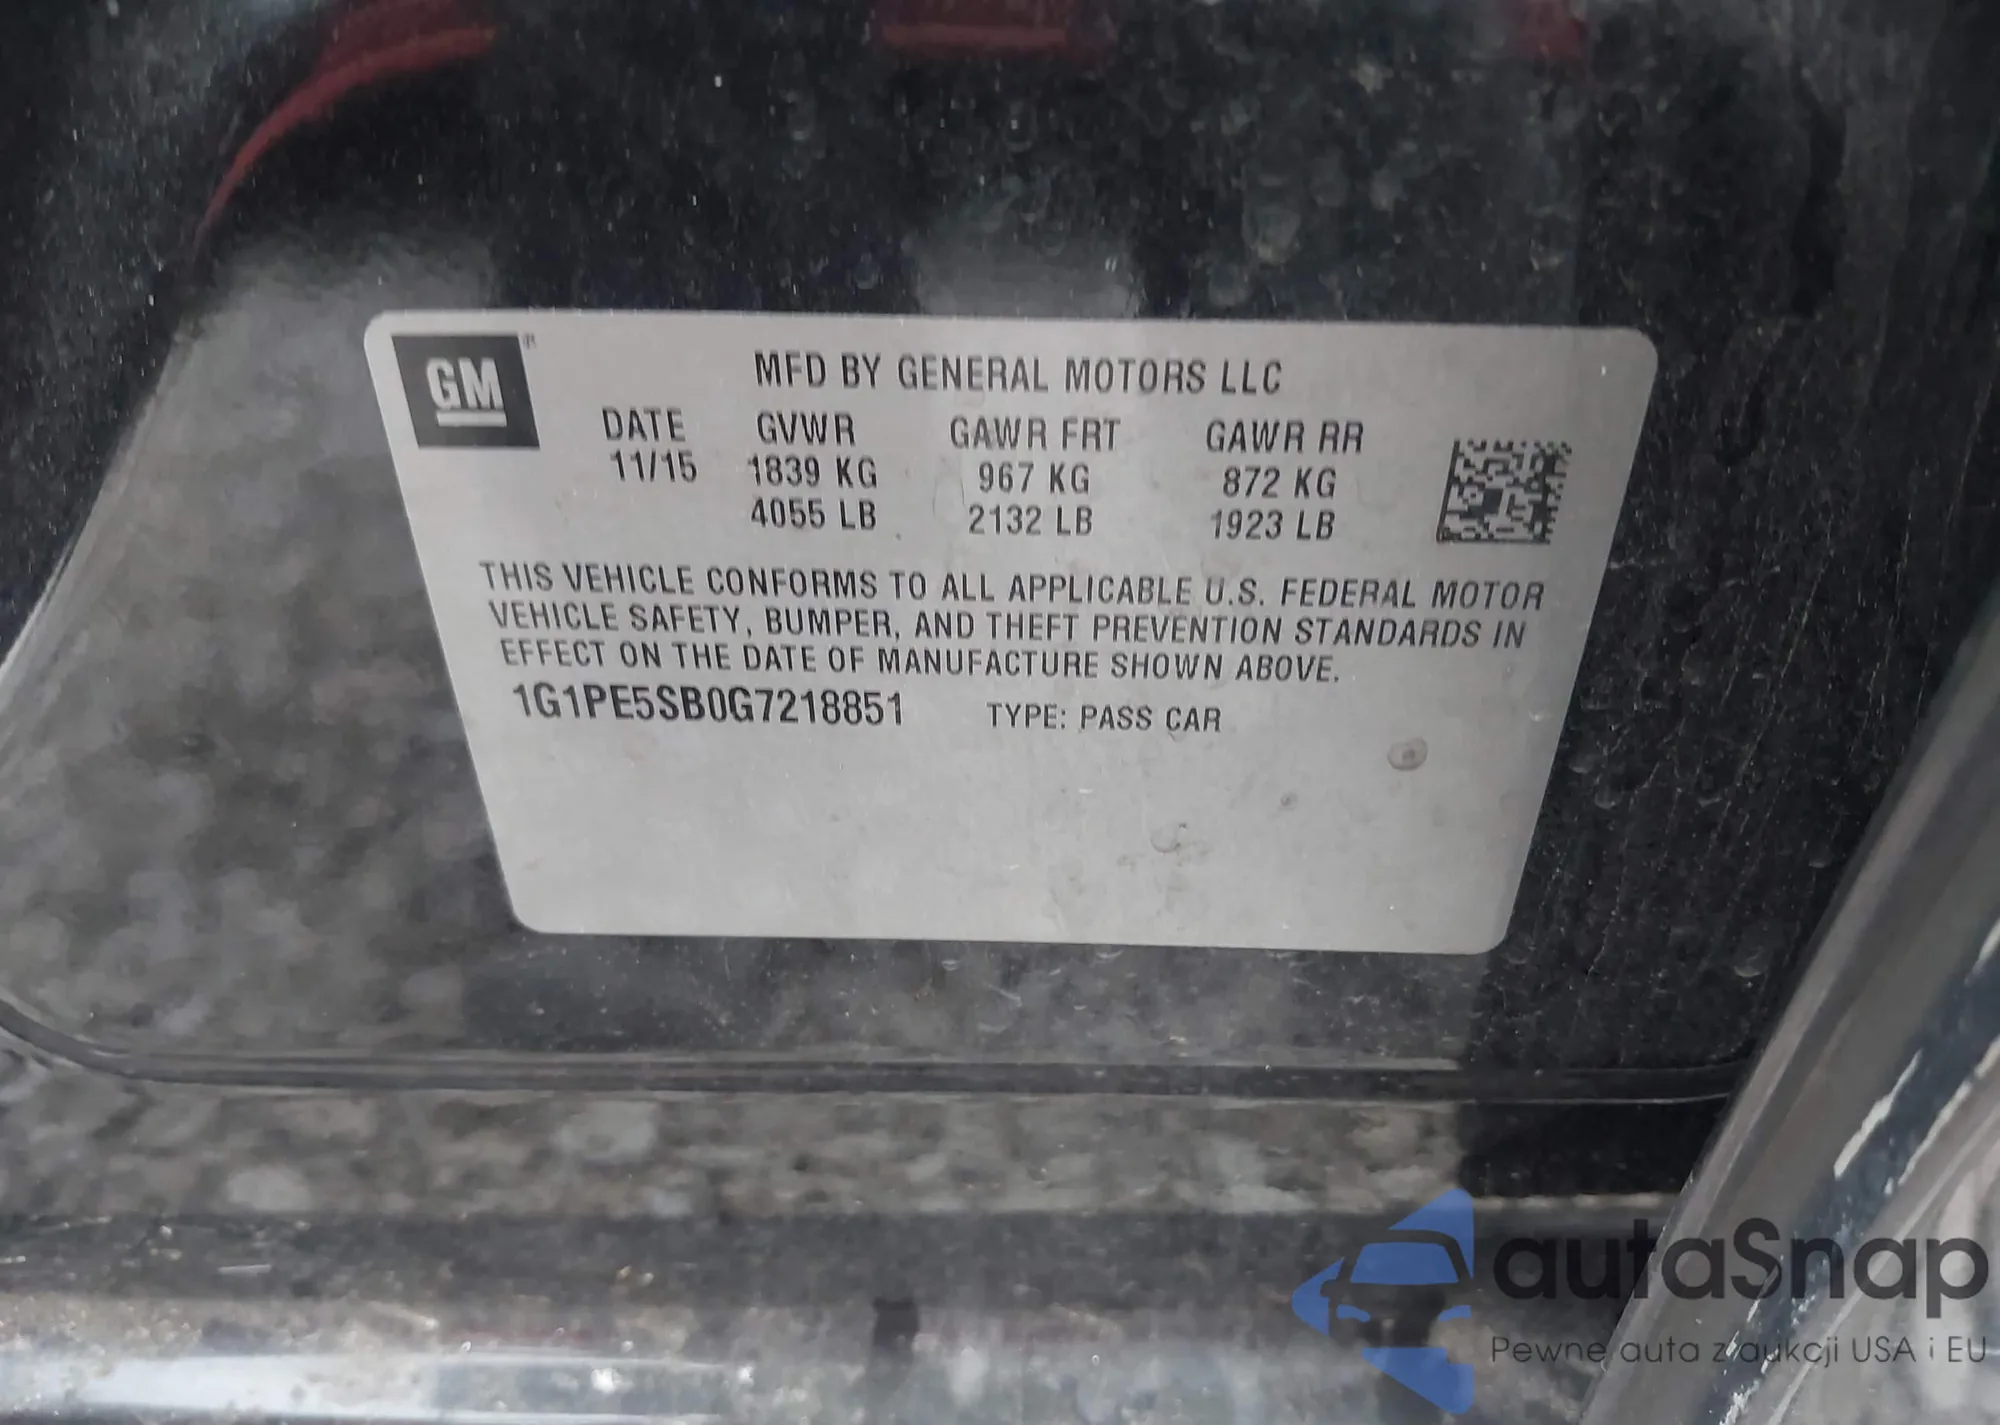 GM ®
MFD BY GENERAL MOTORS LLC
DATE GVWR GAWR FRT GAWR RR
11/15 1839 KG 967 KG 872 KG
4055 LB 2132 LB 1923 LB
THIS VEHICLE CONFORMS TO ALL APPLICABLE U.S. FEDERAL MOTOR
VEHICLE SAFETY, BUMPER, AND THEFT PREVENTION STANDARDS IN
EFFECT ON THE DATE OF MANUFACTURE SHOWN ABOVE.
1G1PE5SB0G7218851 TYPE: PASS CAR
autaSnap
Pewne auta z aukcji USA i EU